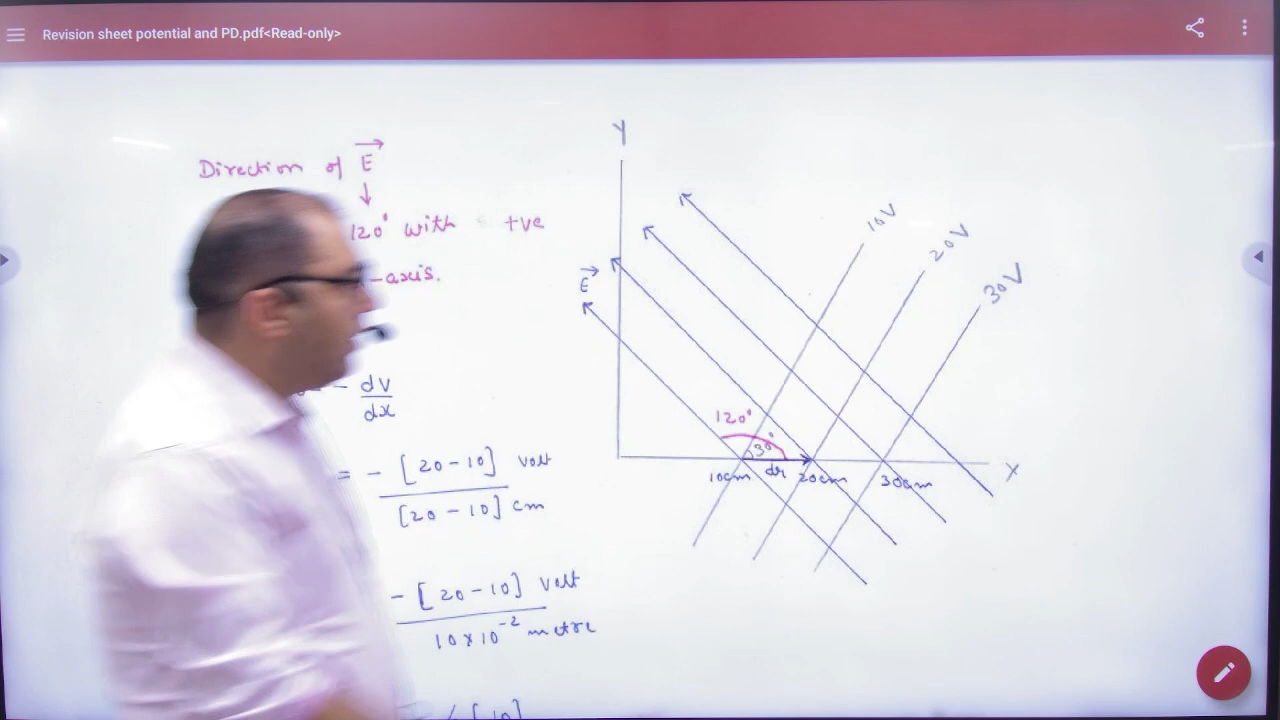 Revision sheet potential and PD.pdf<Read-only>
Direction of E
120° with +ve
-axis.
- dV
dx
= - [20-10] volt
[20-10] cm
- [20-10] volt
10x10-2 metre
[10]
Y
10V
20V
30V
E
120°
30°
10cm dr 20cm 30cm X